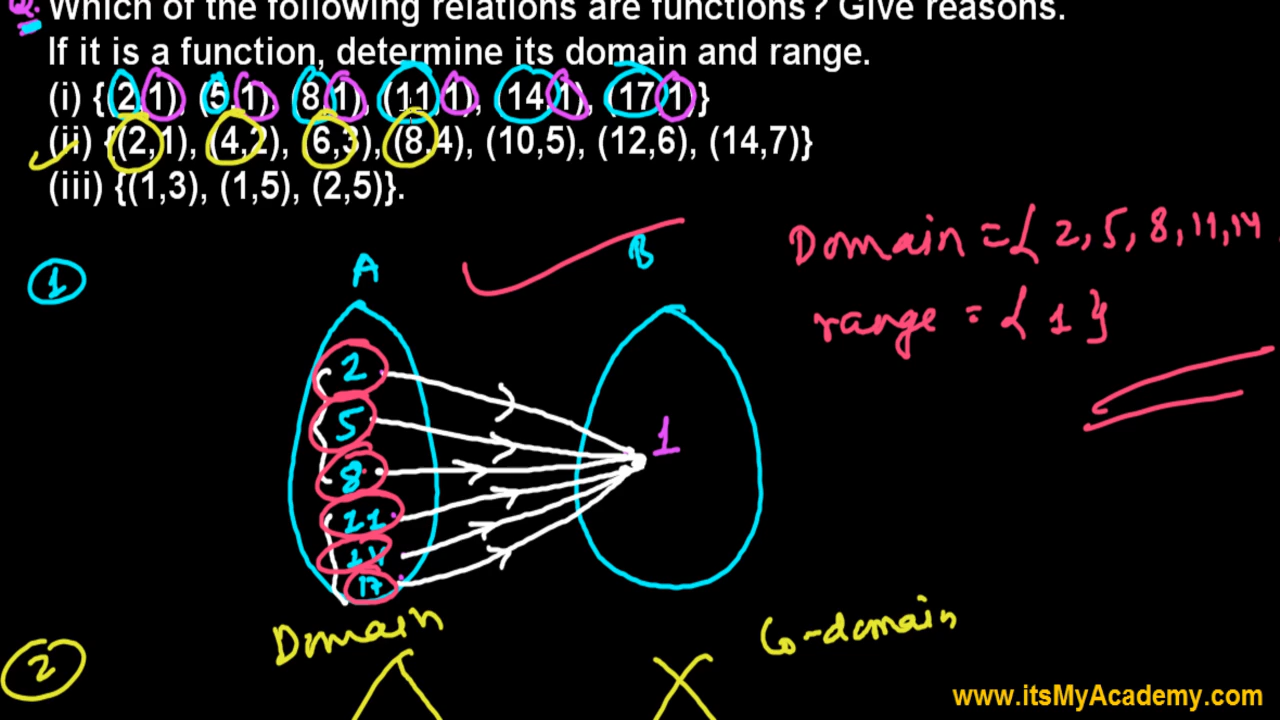 Q. Which of the following relations are functions? Give reasons.
If it is a function, determine its domain and range.
(i) {(2,1), (5,1), (8,1), (11,1), (14,1), (17,1)}
(ii) {(2,1), (4,2), (6,3), (8,4), (10,5), (12,6), (14,7)}
(iii) {(1,3), (1,5), (2,5)}.
Domain = { 2, 5, 8, 11, 14
range = { 1 }
1
A
B
2
5
8
11
14
17
1
Domain
Co-domain
2
www.itsMyAcademy.com